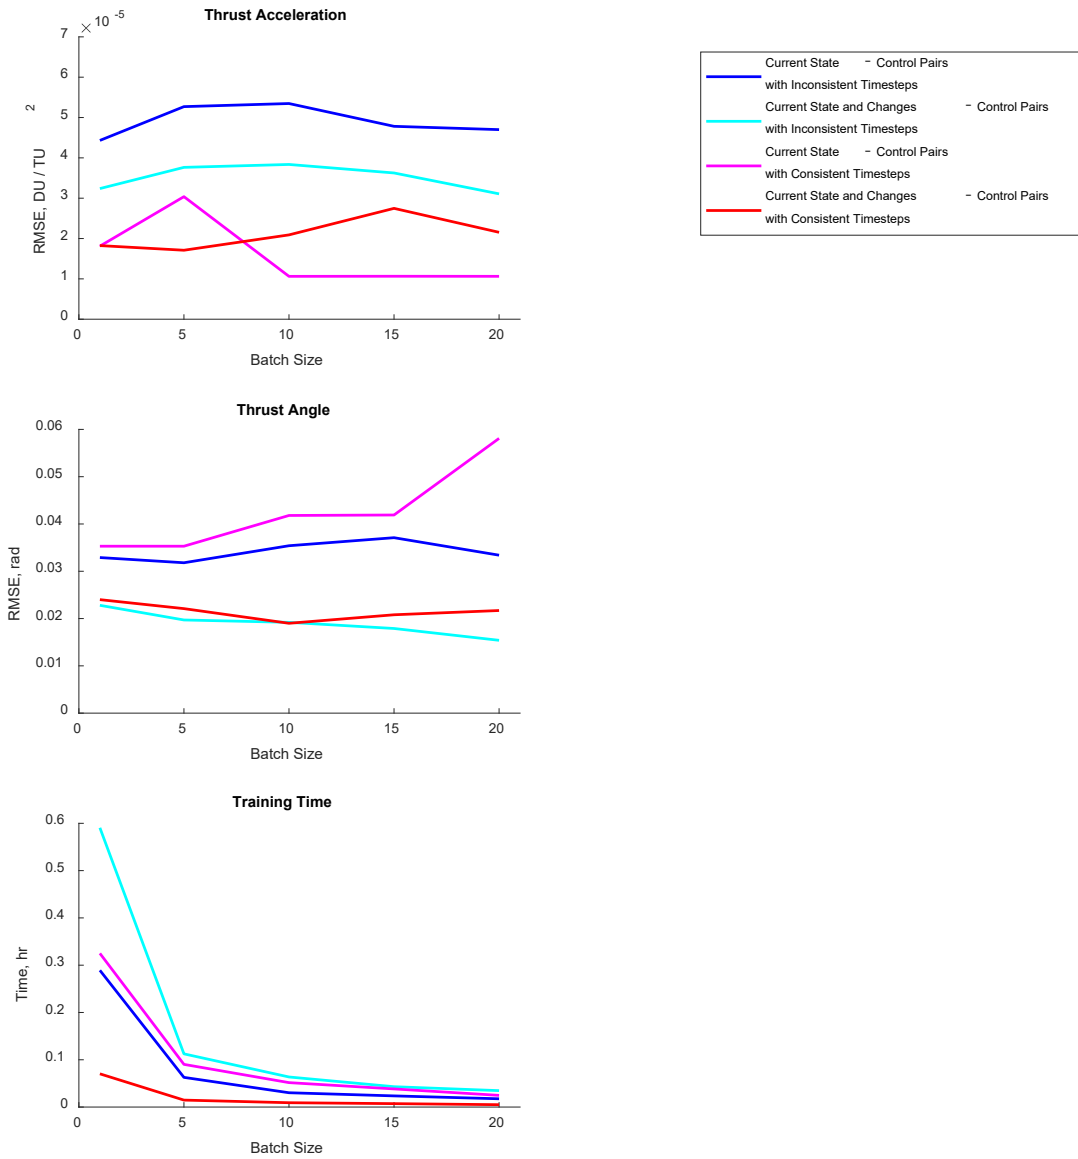 Thrust Acceleration
× 10 -5
7
6
5
4
3
2
1
0
RMSE, DU / TU 2
0 5 10 15 20
Batch Size
Current State - Control Pairs
with Inconsistent Timesteps
Current State and Changes - Control Pairs
with Inconsistent Timesteps
Current State - Control Pairs
with Consistent Timesteps
Current State and Changes - Control Pairs
with Consistent Timesteps
Thrust Angle
0.06
0.05
0.04
0.03
0.02
0.01
0
RMSE, rad
0 5 10 15 20
Batch Size
Training Time
0.6
0.5
0.4
0.3
0.2
0.1
0
Time, hr
0 5 10 15 20
Batch Size